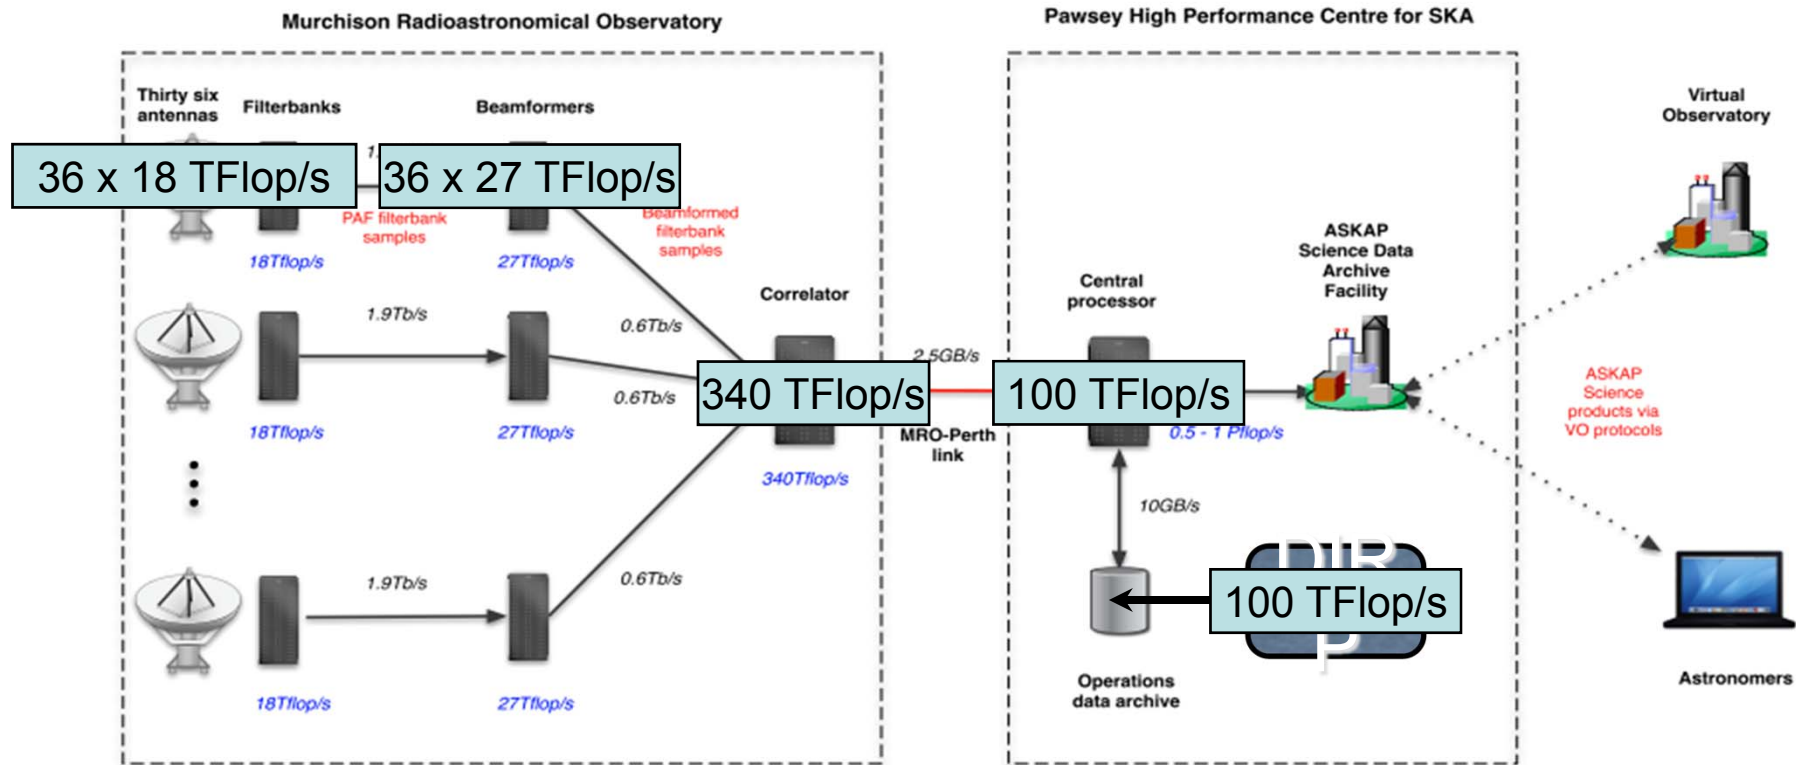 Murchison Radioastronomical Observatory
Pawsey High Performance Centre for SKA
Thirty six
antennas
Filterbanks
Beamformers
36 x 18 TFlop/s
1.
36 x 27 TFlop/s
PAF filterbank
samples
Beamformed
filterbank
samples
18Tflop/s
27Tflop/s
Correlator
1.9Tb/s
0.6Tb/s
0.6Tb/s
18Tflop/s
27Tflop/s
340 TFlop/s
340Tflop/s
2.5GB/s
MRO-Perth
link
Central
processor
100 TFlop/s
0.5 - 1 Pflop/s
ASKAP
Science Data
Archive
Facility
Virtual
Observatory
ASKAP
Science
products via
VO protocols
10GB/s
1.9Tb/s
0.6Tb/s
18Tflop/s
27Tflop/s
DIR
P
100 TFlop/s
Operations
data archive
Astronomers